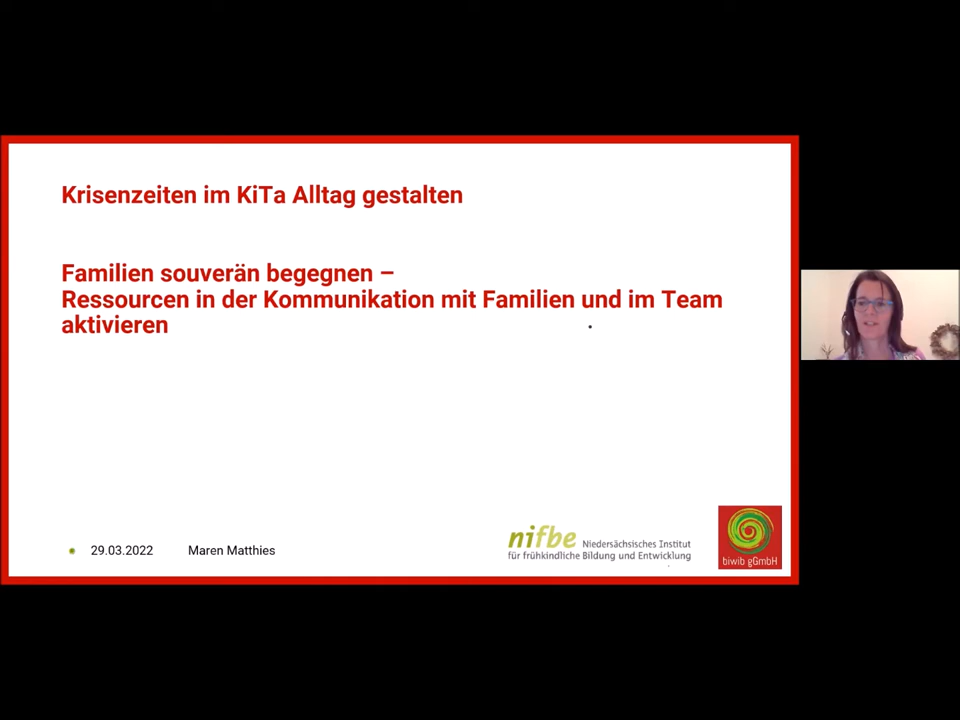 Krisenzeiten im KiTa Alltag gestalten
Familien souverän begegnen –
Ressourcen in der Kommunikation mit Familien und im Team
aktivieren
29.03.2022 Maren Matthies
nifbe Niedersächsisches Institut
für frühkindliche Bildung und Entwicklung
biwib gGmbH